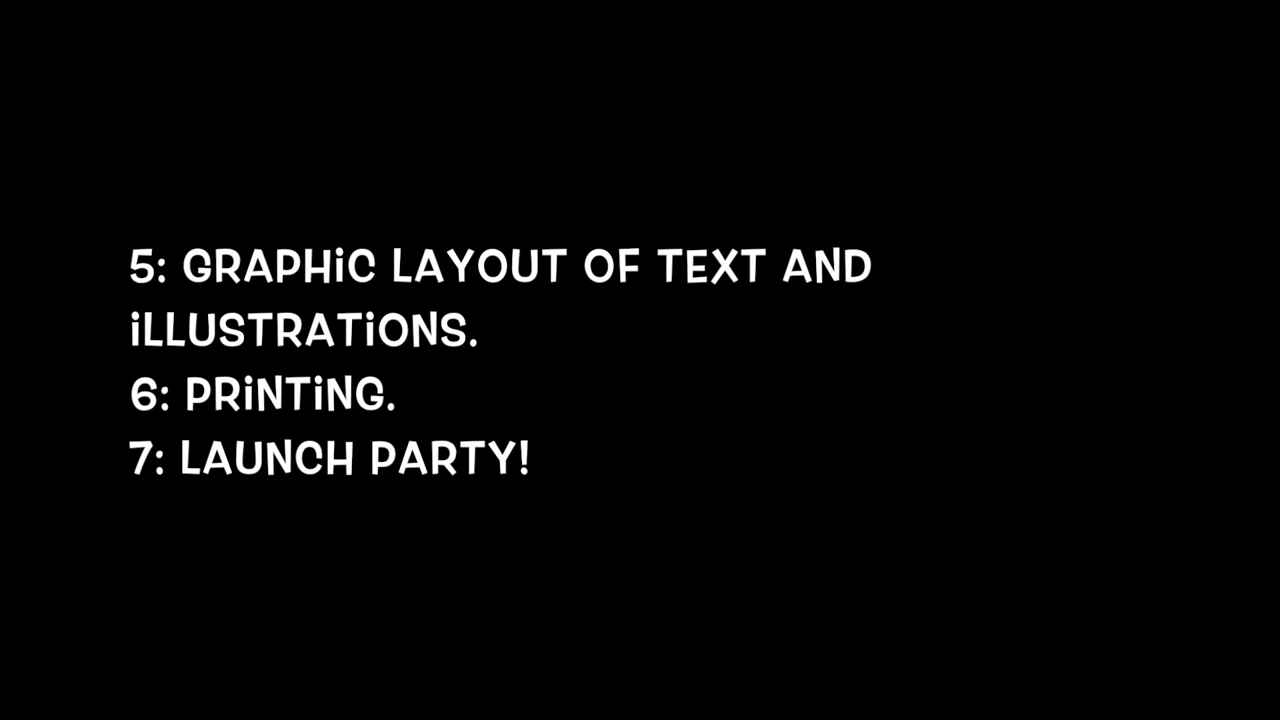 5: GRAPHiC LAYOUT OF TEXT AND
iLLUSTRATiONS.
6: PRiNTiNG.
7: LAUNCH PARTY!